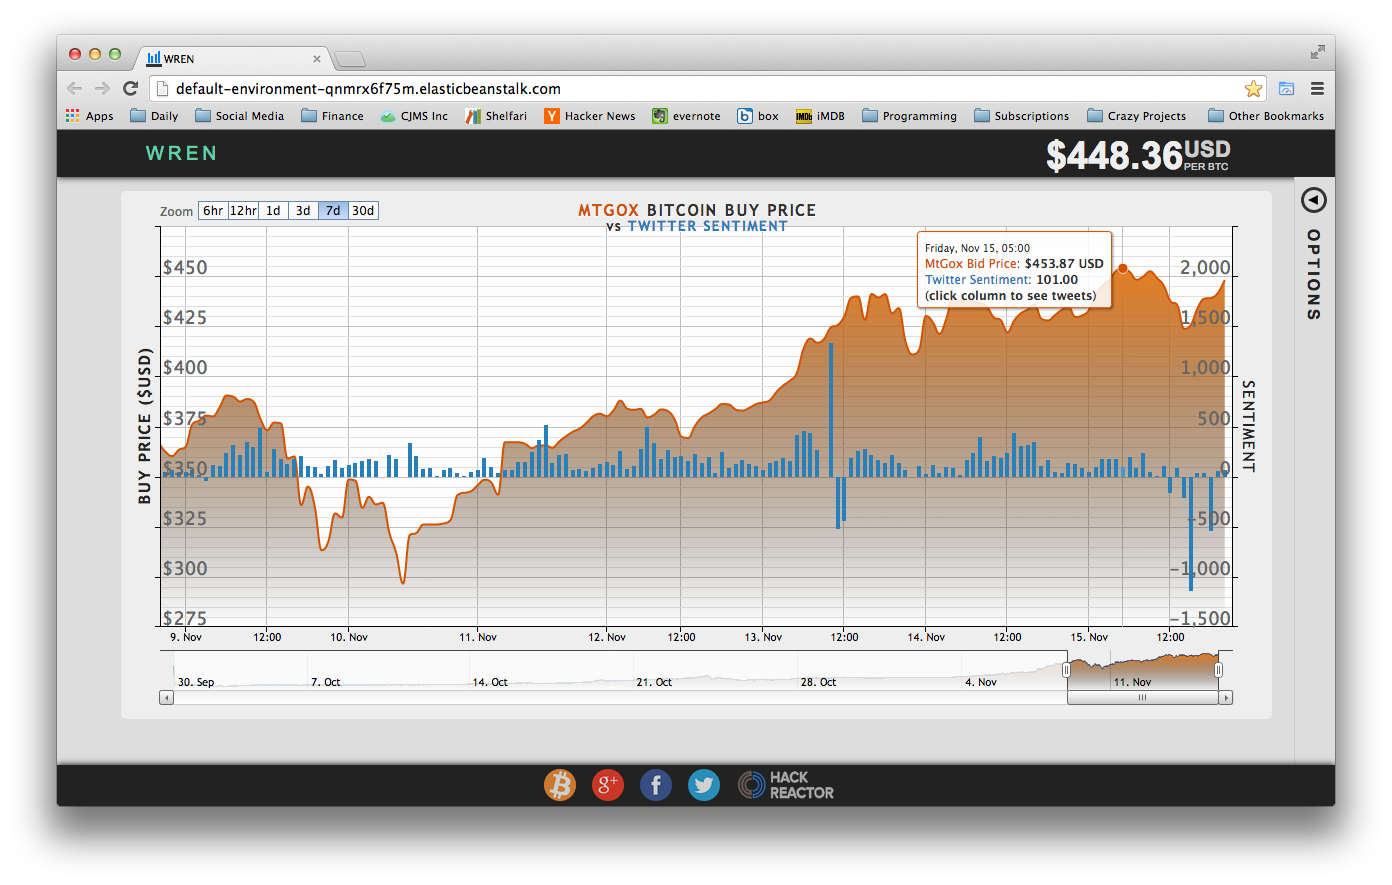 WREN
default-environment-qnmrx6f75m.elasticbeanstalk.com
Apps Daily Social Media Finance CJMS Inc Shelfari Hacker News evernote box iMDB Programming Subscriptions Crazy Projects Other Bookmarks
WREN
$448.36 USD PER BTC
Zoom 6hr 12hr 1d 3d 7d 30d
MTGOX BITCOIN BUY PRICE
vs TWITTER SENTIMENT
OPTIONS
Friday, Nov 15, 05:00
MtGox Bid Price: $453.87 USD
Twitter Sentiment: 101.00
(click column to see tweets)
BUY PRICE ($USD)
$450
$425
$400
$375
$350
$325
$300
$275
2,000
1,500
1,000
500
0
-500
-1,000
-1,500
SENTIMENT
9. Nov 12:00 10. Nov 11. Nov 12. Nov 12:00 13. Nov 12:00 14. Nov 12:00 15. Nov 12:00
30. Sep 7. Oct 14. Oct 21. Oct 28. Oct 4. Nov 11. Nov
HACK
REACTOR